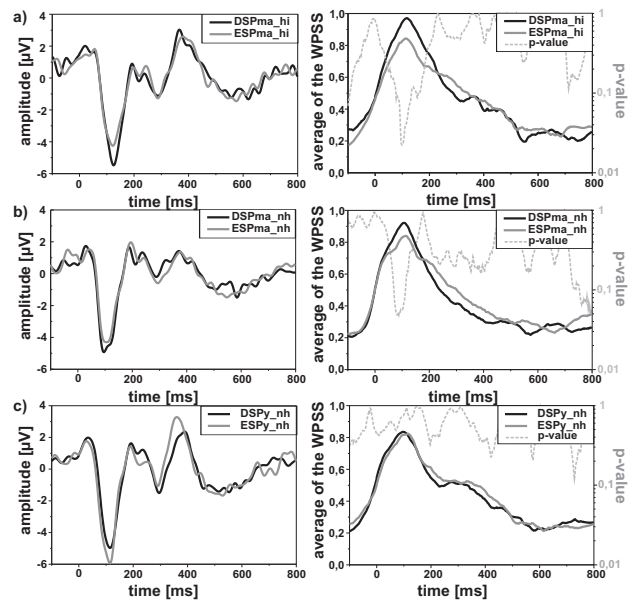 a)
amplitude [µV]
4
2
0
-2
-4
-6
DSPma_hi
ESPma_hi
0 200 400 600 800
time [ms]
average of the WPSS
1,0
0,8
0,6
0,4
0,2
0,0
DSPma_hi
ESPma_hi
p-value
1
0,1
0,01
p-value
0 200 400 600 800
time [ms]
b)
amplitude [µV]
4
2
0
-2
-4
-6
DSPma_nh
ESPma_nh
0 200 400 600 800
time [ms]
average of the WPSS
1,0
0,8
0,6
0,4
0,2
0,0
DSPma_nh
ESPma_nh
p-value
1
0,1
0,01
p-value
0 200 400 600 800
time [ms]
c)
amplitude [µV]
4
2
0
-2
-4
-6
DSPy_nh
ESPy_nh
0 200 400 600 800
time [ms]
average of the WPSS
1,0
0,8
0,6
0,4
0,2
0,0
DSPy_nh
ESPy_nh
p-value
1
0,1
0,01
p-value
0 200 400 600 800
time [ms]